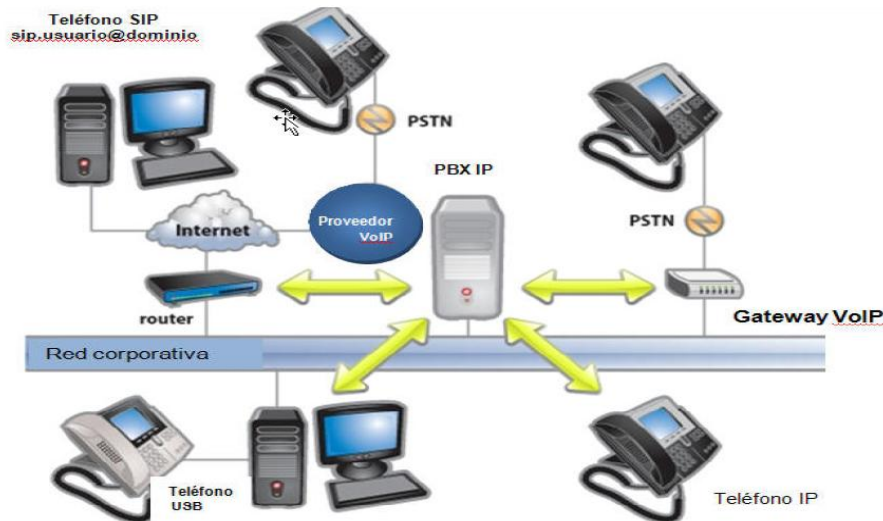 Teléfono SIP
sip.usuario@dominio
PSTN
PBX IP
Internet
Proveedor
VoIP
PSTN
router
Gateway VoIP
Red corporativa
Teléfono
USB
Teléfono IP